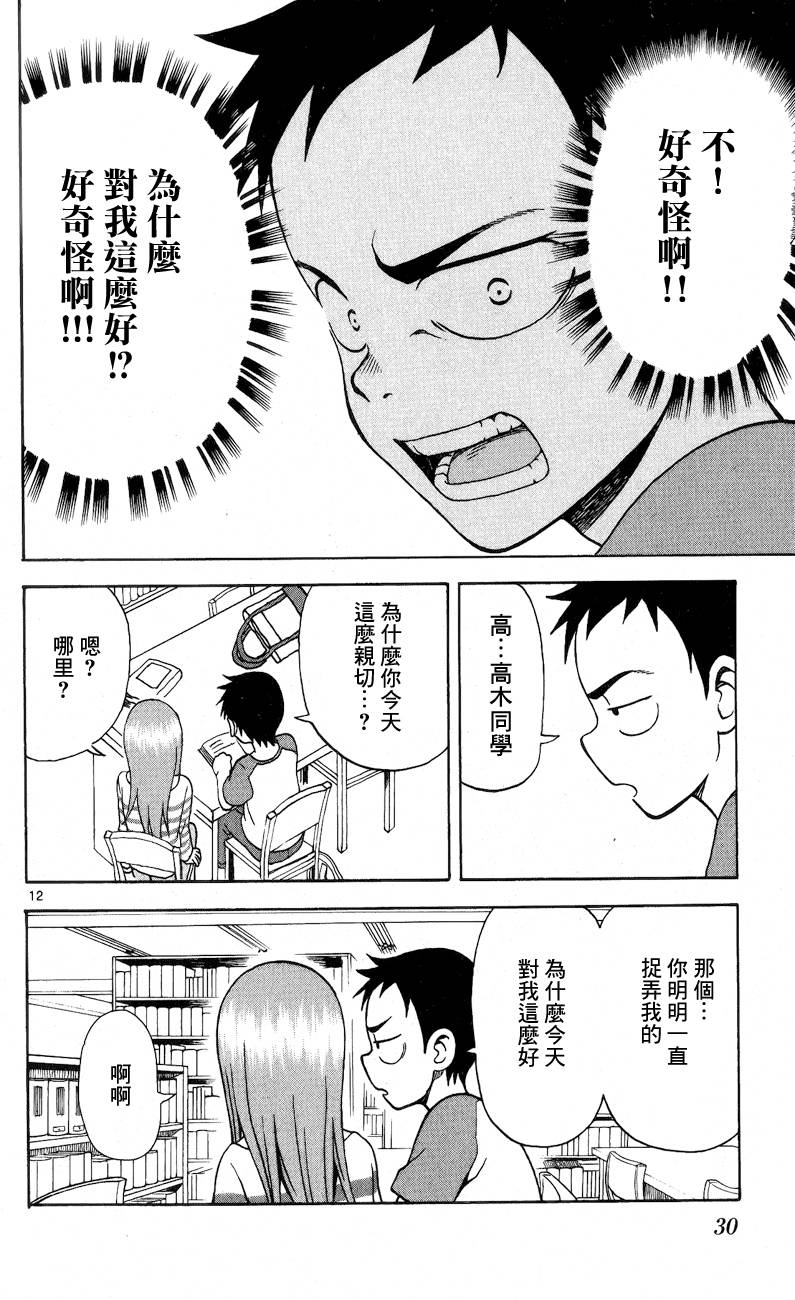 不！
好奇怪啊!!
為什麼
對我這麼好!?
好奇怪啊!!!
高…高木同學
為什麼你今天
這麼親切…？
嗯？
哪里？
12
那個…
你明明一直
捉弄我的
為什麼今天
對我這麼好
啊啊
30